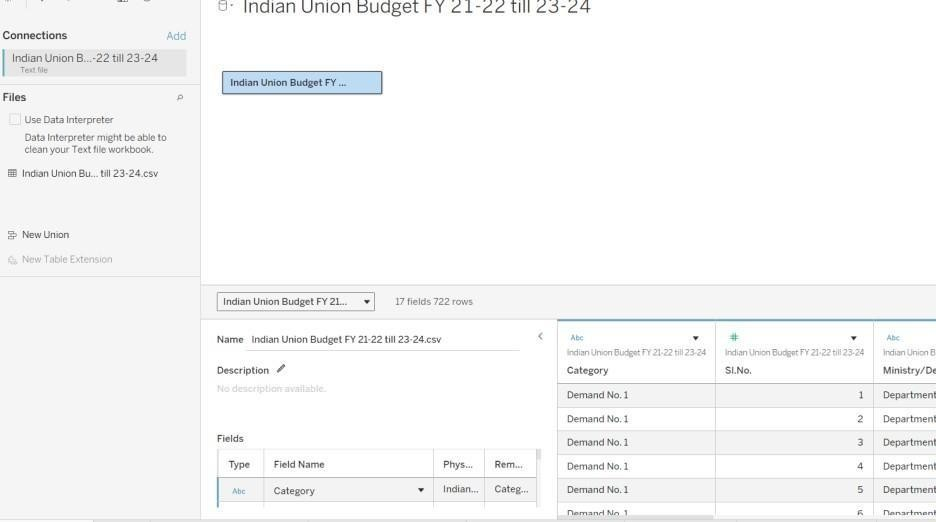 Indian Union Budget FY 21-22 till 23-24
Connections Add
Indian Union B...-22 till 23-24
Text file
Indian Union Budget FY ...
Files
Use Data Interpreter
Data Interpreter might be able to
clean your Text file workbook.
Indian Union Bu... till 23-24.csv
New Union
New Table Extension
Indian Union Budget FY 21... 17 fields 722 rows
Name Indian Union Budget FY 21-22 till 23-24.csv
Description
No description available.
Fields
Type Field Name Phys... Rem...
Abc Category Indian... Categ...
Abc # Abc
Indian Union Budget FY 21-22 till 23-24 Indian Union Budget FY 21-22 till 23-24 Indian Union B
Category Sl.No. Ministry/De
Demand No. 1 1 Department
Demand No. 1 2 Department
Demand No. 1 3 Department
Demand No. 1 4 Department
Demand No. 1 5 Department
Demand No. 1 6 Department